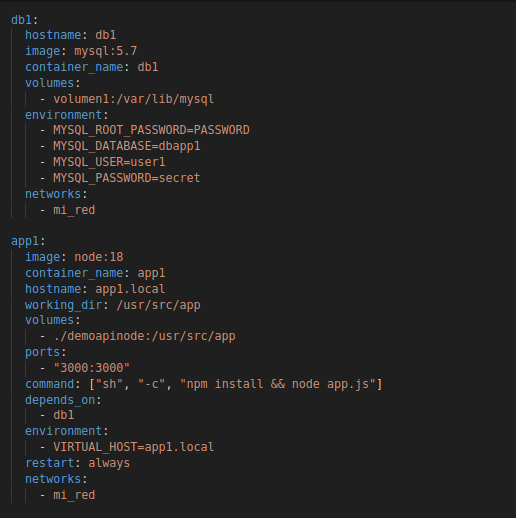 db1:
  hostname: db1
  image: mysql:5.7
  container_name: db1
  volumes:
    - volumen1:/var/lib/mysql
  environment:
    - MYSQL_ROOT_PASSWORD=PASSWORD
    - MYSQL_DATABASE=dbapp1
    - MYSQL_USER=user1
    - MYSQL_PASSWORD=secret
  networks:
    - mi_red

app1:
  image: node:18
  container_name: app1
  hostname: app1.local
  working_dir: /usr/src/app
  volumes:
    - ./demoapinode:/usr/src/app
  ports:
    - "3000:3000"
  command: ["sh", "-c", "npm install && node app.js"]
  depends_on:
    - db1
  environment:
    - VIRTUAL_HOST=app1.local
  restart: always
  networks:
    - mi_red